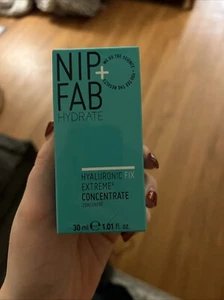 NIP+
FAB
HYDRATE
HYALURONIC FIX
EXTREME⁴
CONCENTRATE
30 ml ℮ 1.01 fl. oz.